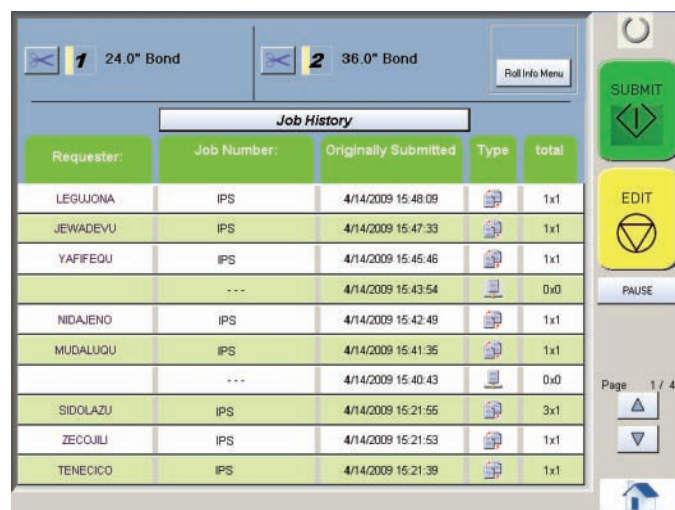 1 24.0" Bond
2 36.0" Bond
Roll Info Menu
SUBMIT
Job History
Requester: Job Number: Originally Submitted Type total
LEGUJONA IPS 4/14/2009 15:48:09 1x1
EDIT
JEWADEVU IPS 4/14/2009 15:47:33 1x1
YAFIFEQU IPS 4/14/2009 15:45:46 1x1
--- 4/14/2009 15:43:54 0x0
PAUSE
NIDAJENO IPS 4/14/2009 15:42:49 1x1
MUDALUQU IPS 4/14/2009 15:41:35 1x1
--- 4/14/2009 15:40:43 0x0
Page 1 / 4
SIDOLAZU IPS 4/14/2009 15:21:55 3x1
ZECOJILI IPS 4/14/2009 15:21:53 1x1
TENECICO IPS 4/14/2009 15:21:39 1x1